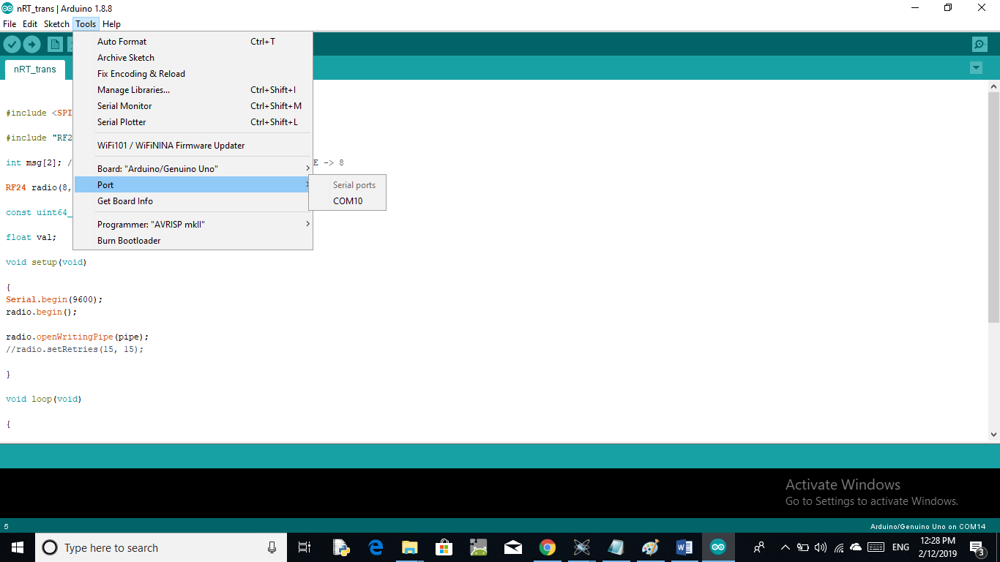 nRT_trans | Arduino 1.8.8
File Edit Sketch Tools Help
Auto Format Ctrl+T
Archive Sketch
Fix Encoding & Reload
Manage Libraries... Ctrl+Shift+I
Serial Monitor Ctrl+Shift+M
Serial Plotter Ctrl+Shift+L
WiFi101 / WiFiNINA Firmware Updater
Board: "Arduino/Genuino Uno"
Port
Get Board Info
Programmer: "AVRISP mkII"
Burn Bootloader
Serial ports
COM10
nRT_trans
#include <SPI
#include "RF2
int msg[2]; / E -> 8
RF24 radio(8,
const uint64_
float val;
void setup(void)
{
Serial.begin(9600);
radio.begin();
radio.openWritingPipe(pipe);
//radio.setRetries(15, 15);
}
void loop(void)
{
Activate Windows
Go to Settings to activate Windows.
5 Arduino/Genuino Uno on COM14
Type here to search
ENG
12:28 PM
2/12/2019
3